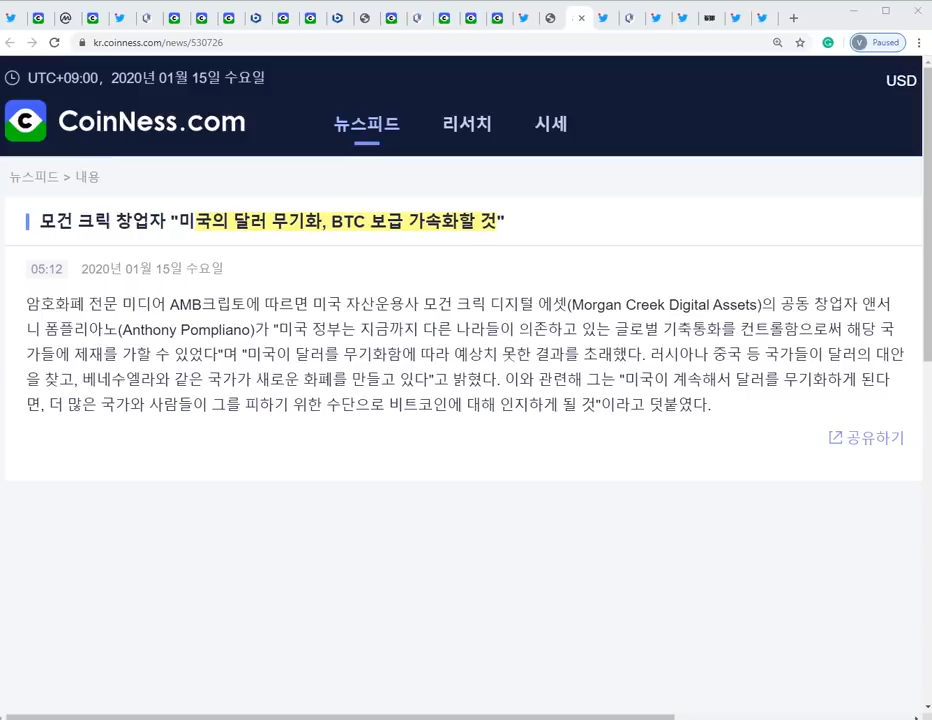 kr.coinness.com/news/530726
V Paused
UTC+09:00, 2020년 01월 15일 수요일
USD
CoinNess.com
뉴스피드 리서치 시세
뉴스피드 > 내용
모건 크릭 창업자 "미국의 달러 무기화, BTC 보급 가속화할 것"
05:12 2020년 01월 15일 수요일
암호화폐 전문 미디어 AMB크립토에 따르면 미국 자산운용사 모건 크릭 디지털 에셋(Morgan Creek Digital Assets)의 공동 창업자 앤서
니 폼플리아노(Anthony Pompliano)가 "미국 정부는 지금까지 다른 나라들이 의존하고 있는 글로벌 기축통화를 컨트롤함으로써 해당 국
가들에 제재를 가할 수 있었다"며 "미국이 달러를 무기화함에 따라 예상치 못한 결과를 초래했다. 러시아나 중국 등 국가들이 달러의 대안
을 찾고, 베네수엘라와 같은 국가가 새로운 화폐를 만들고 있다"고 밝혔다. 이와 관련해 그는 "미국이 계속해서 달러를 무기화하게 된다
면, 더 많은 국가와 사람들이 그를 피하기 위한 수단으로 비트코인에 대해 인지하게 될 것"이라고 덧붙였다.
공유하기